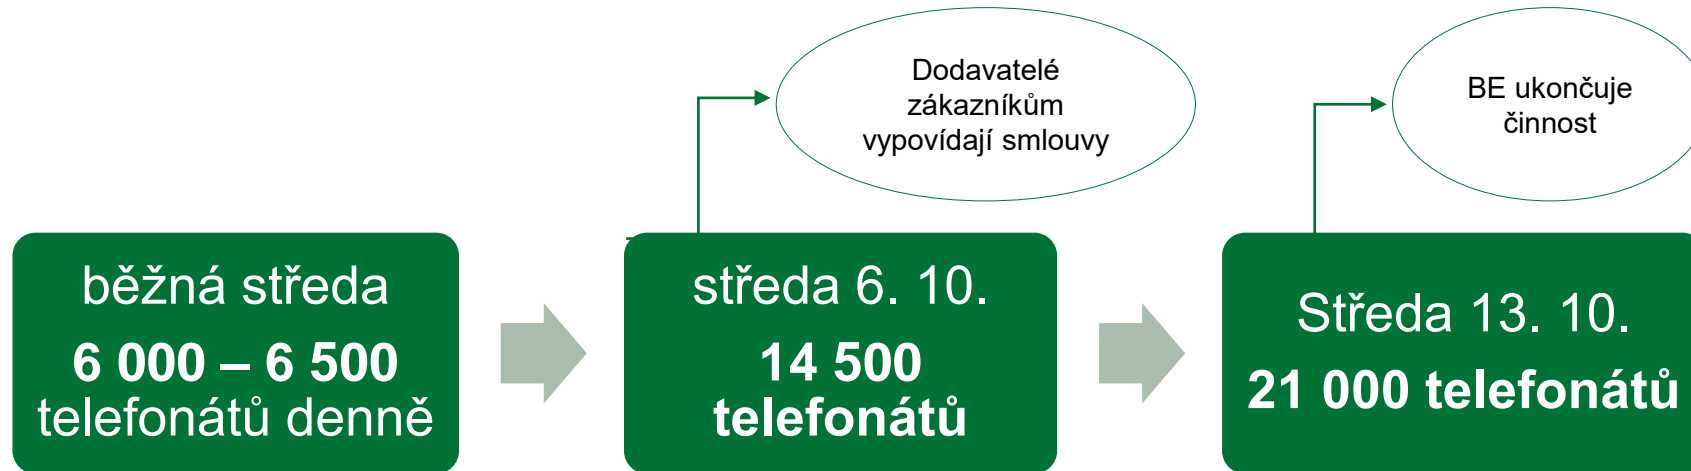 Dodavatelé
zákazníkům
vypovídají smlouvy
BE ukončuje
činnost
běžná středa
6 000 – 6 500
telefonátů denně
středa 6. 10.
14 500
telefonátů
Středa 13. 10.
21 000 telefonátů